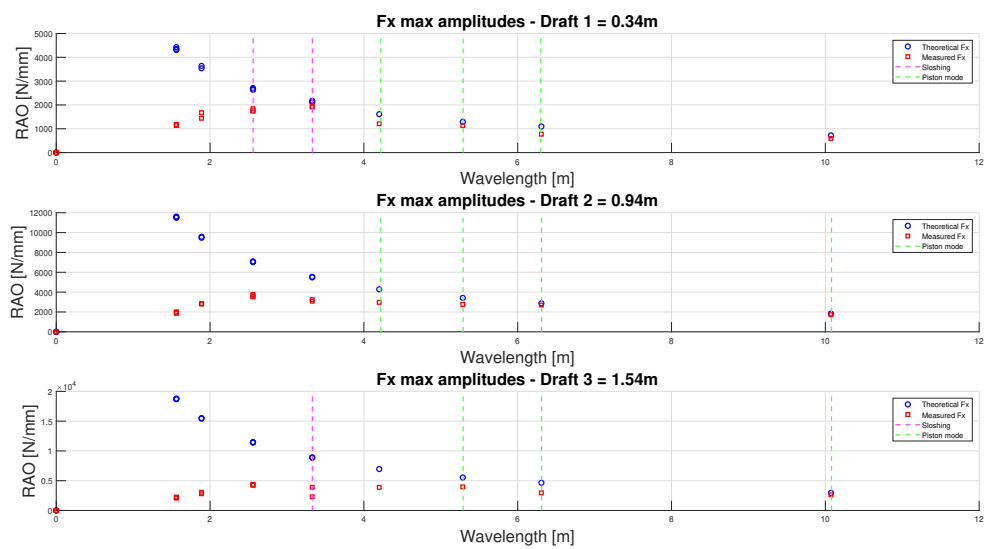 Fx max amplitudes - Draft 1 = 0.34m
RAO [N/mm]
5000
4000
3000
2000
1000
0
0 2 4 6 8 10 12
Wavelength [m]
Theoretical Fx
Measured Fx
Sloshing
Piston mode
Fx max amplitudes - Draft 2 = 0.94m
RAO [N/mm]
12000
10000
8000
6000
4000
2000
0
0 2 4 6 8 10 12
Wavelength [m]
Theoretical Fx
Measured Fx
Piston mode
Fx max amplitudes - Draft 3 = 1.54m
×10⁴
RAO [N/mm]
2
1.5
1
0.5
0
0 2 4 6 8 10 12
Wavelength [m]
Theoretical Fx
Measured Fx
Sloshing
Piston mode